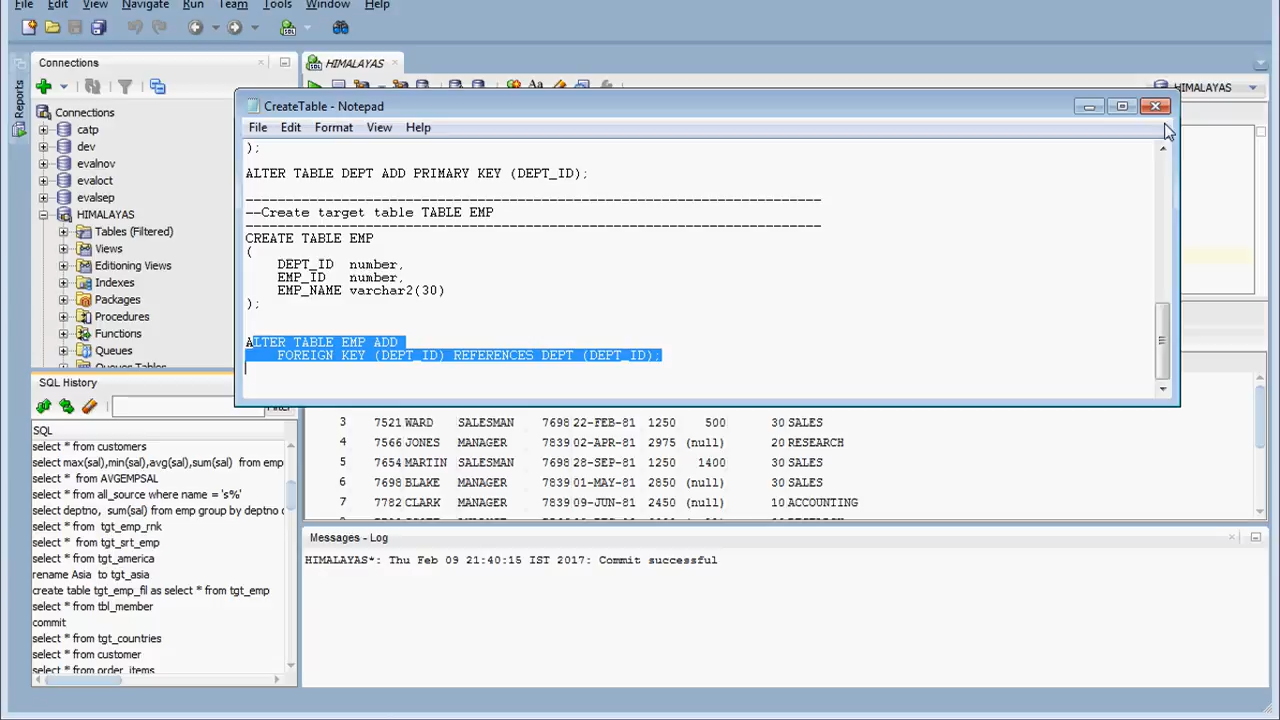 File Edit View Navigate Run Team Tools Window Help
Connections
HIMALAYAS
Reports
HIMALAYAS
Connections
catp
dev
evalnov
evaloct
evalsep
HIMALAYAS
Tables (Filtered)
Views
Editioning Views
Indexes
Packages
Procedures
Functions
Queues
CreateTable - Notepad
File Edit Format View Help
);
ALTER TABLE DEPT ADD PRIMARY KEY (DEPT_ID);
------------------------------------------------------------------------
--Create target table TABLE EMP
------------------------------------------------------------------------
CREATE TABLE EMP
(
DEPT_ID number,
EMP_ID number,
EMP_NAME varchar2(30)
);
ALTER TABLE EMP ADD
FOREIGN KEY (DEPT_ID) REFERENCES DEPT (DEPT_ID);
SQL History
SQL
select * from customers
select max(sal),min(sal),avg(sal),sum(sal) from emp
select * from AVGEMPSAL
select * from all_source where name = 's%'
select deptno, sum(sal) from emp group by deptno
select * from tgt_emp_rnk
select * from tgt_srt_emp
select * from tgt_america
rename Asia to tgt_asia
create table tgt_emp_fil as select * from tgt_emp
select * from tbl_member
commit
select * from tgt_countries
select * from customer
select * from order_items
3 7521 WARD SALESMAN 7698 22-FEB-81 1250 500 30 SALES
4 7566 JONES MANAGER 7839 02-APR-81 2975 (null) 20 RESEARCH
5 7654 MARTIN SALESMAN 7698 28-SEP-81 1250 1400 30 SALES
6 7698 BLAKE MANAGER 7839 01-MAY-81 2850 (null) 30 SALES
7 7782 CLARK MANAGER 7839 09-JUN-81 2450 (null) 10 ACCOUNTING
Messages - Log
HIMALAYAS*: Thu Feb 09 21:40:15 IST 2017: Commit successful